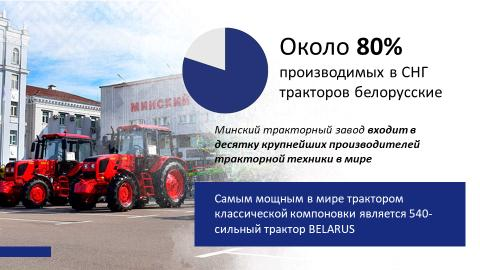 Около 80%
производимых в СНГ
тракторов белорусские
МИНСКИЙ
Минский тракторный завод входит в
десятку крупнейших производителей
тракторной техники в мире
Самым мощным в мире трактором
классической компоновки является 540-
сильный трактор BELARUS